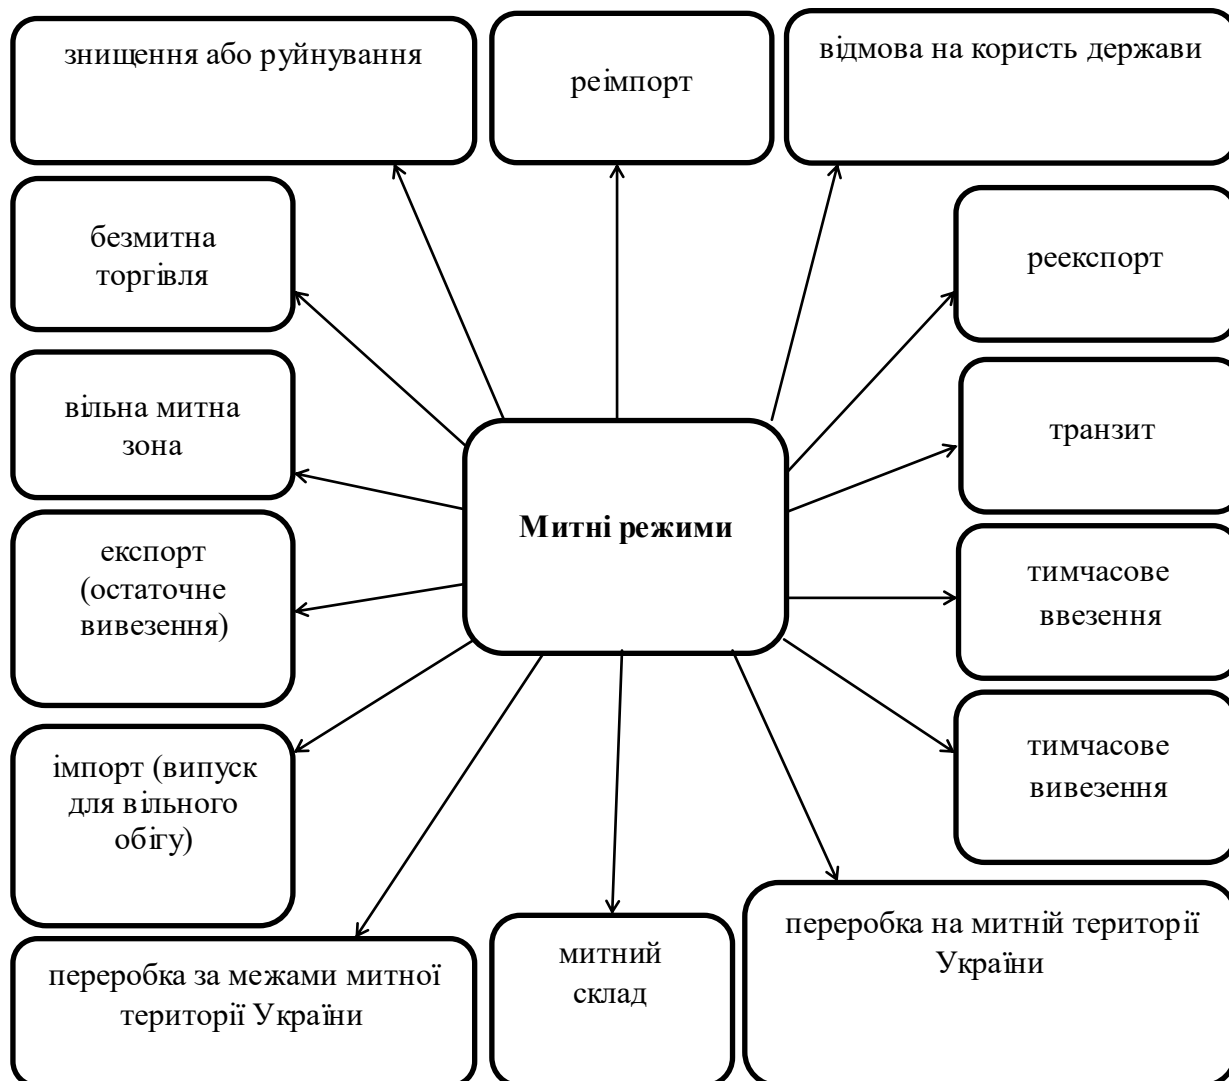 знищення або руйнування
реімпорт
відмова на користь держави
безмитна
торгівля
реекспорт
вільна митна
зона
транзит
Митні режими
експорт
(остаточне
вивезення)
тимчасове
ввезення
імпорт (випуск
для вільного
обігу)
тимчасове
вивезення
переробка за межами митної
території України
митний
склад
переробка на митній території
України